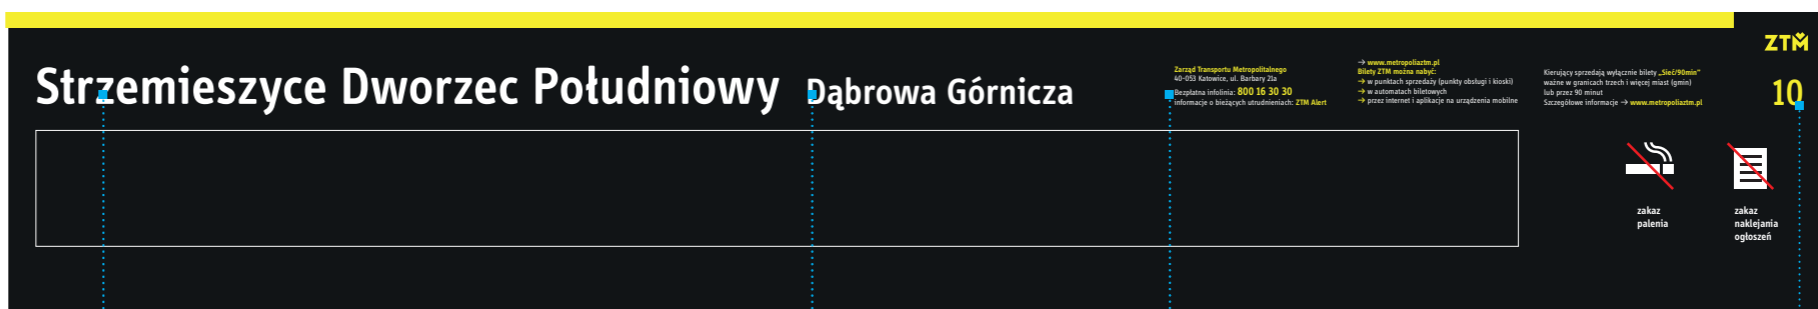 ZTM
Strzemieszyce Dworzec Południowy Dąbrowa Górnicza
Zarząd Transportu Metropolitalnego
40-053 Katowice, ul. Barbary 21a
Bezpłatna infolinia: 800 16 30 30
informacje o bieżących utrudnieniach: ZTM Alert
→ www.metropoliaztm.pl
Bilety ZTM można nabyć:
→ w punktach sprzedaży (punkty obsługi i kioski)
→ w automatach biletowych
→ przez internet i aplikacje na urządzenia mobilne
Kierujący sprzedają wyłącznie bilety „Sieć/90min"
ważne w granicach trzech i więcej miast (gmin)
lub przez 90 minut
Szczegółowe informacje → www.metropoliaztm.pl
10
zakaz
palenia
zakaz
naklejania
ogłoszeń